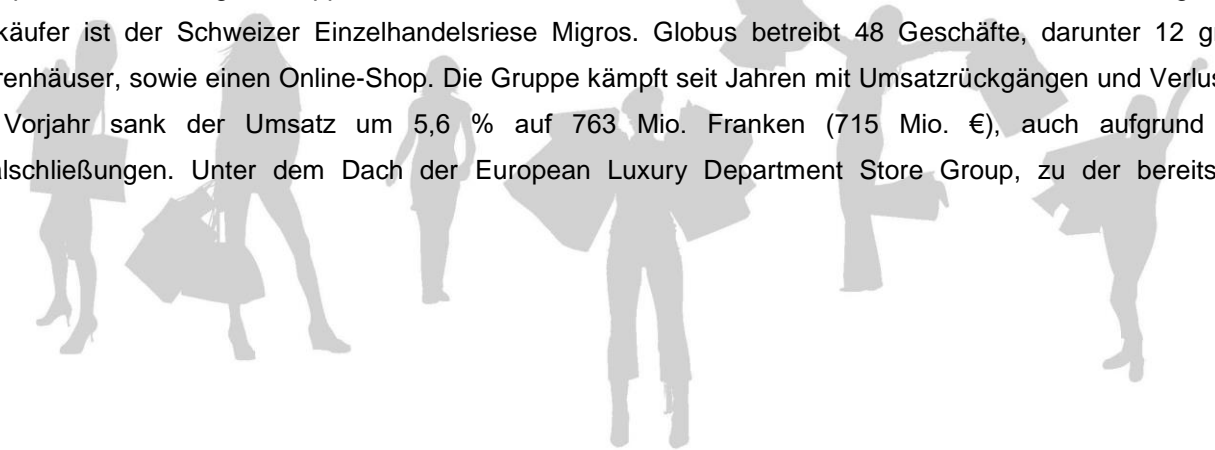 käufer ist der Schweizer Einzelhandelsriese Migros. Globus betreibt 48 Geschäfte, darunter 12 g
renhäuser, sowie einen Online-Shop. Die Gruppe kämpft seit Jahren mit Umsatzrückgängen und Verlus
Vorjahr sank der Umsatz um 5,6 % auf 763 Mio. Franken (715 Mio. €), auch aufgrund
lschließungen. Unter dem Dach der European Luxury Department Store Group, zu der bereits